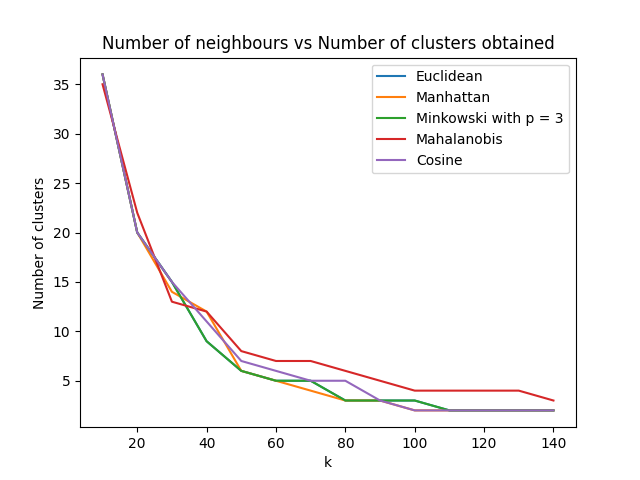 Number of neighbours vs Number of clusters obtained
Euclidean
Manhattan
Minkowski with p = 3
Mahalanobis
Cosine
Number of clusters
35
30
25
20
15
10
5
20 40 60 80 100 120 140
k